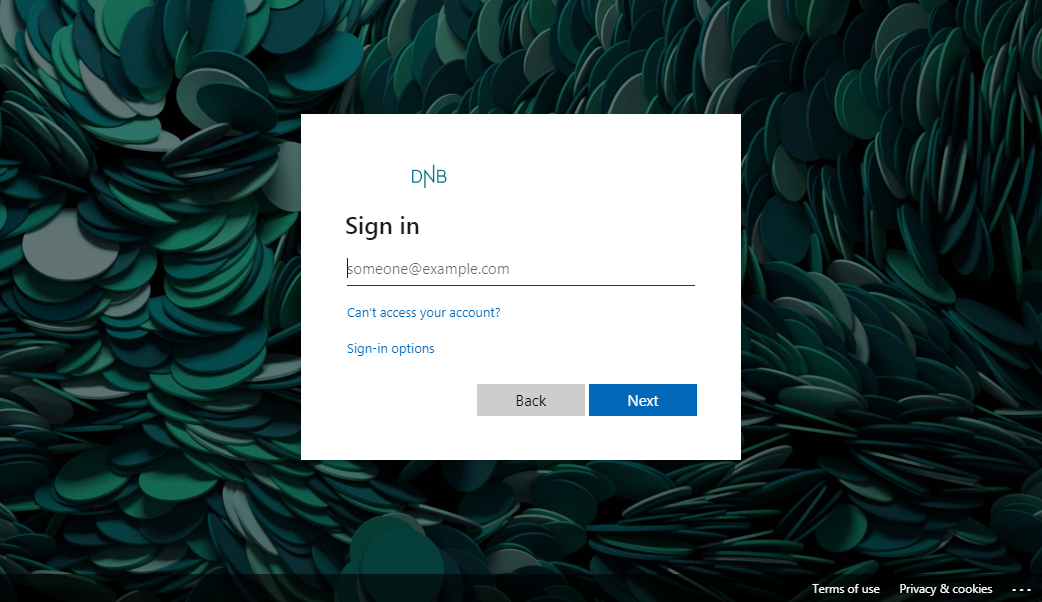 DNB
Sign in
someone@example.com
Can't access your account?
Sign-in options
Back Next
Terms of use Privacy & cookies ...